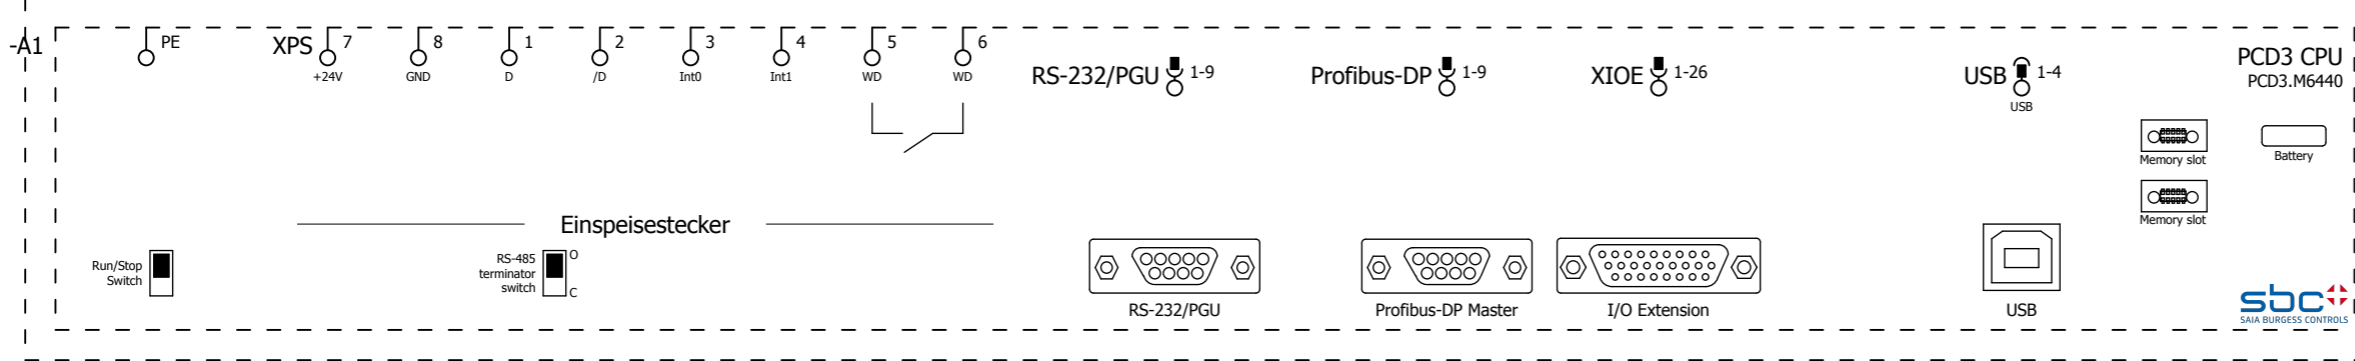 -A1
PE
XPS 7 8 1 2 3 4 5 6
+24V GND D /D Int0 Int1 WD WD
RS-232/PGU 1-9
Profibus-DP 1-9
XIOE 1-26
USB 1-4
USB
PCD3 CPU
PCD3.M6440
Memory slot
Battery
Memory slot
Einspeisestecker
Run/Stop
Switch
RS-485
terminator
switch
O
C
RS-232/PGU
Profibus-DP Master
I/O Extension
USB
sbc
SAIA BURGESS CONTROLS